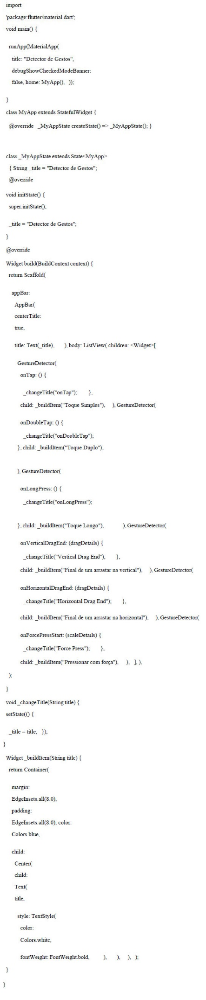 import
'package:flutter/material.dart';
void main() {
runApp(MaterialApp(
title: "Detector de Gestos",
debugShowCheckedModeBanner:
false, home: MyApp(), ));
}
class MyApp extends StatefulWidget {
@override _MyAppState createState() => _MyAppState(); }
class _MyAppState extends State<MyApp>
{ String _title = "Detector de Gestos";
@override
void initState() {
super.initState();
_title = "Detector de Gestos";
}
@override
Widget build(BuildContext context) {
return Scaffold(
appBar:
AppBar(
centerTitle:
true,
title: Text(_title), ), body: ListView( children: <Widget>[
GestureDetector(
onTap: () {
_changeTitle("onTap"); },
child: _buildItem("Toque Simples"), ), GestureDetector(
onDoubleTap: () {
_changeTitle("onDoubleTap");
}, child: _buildItem("Toque Duplo"),
), GestureDetector(
onLongPress: () {
_changeTitle("onLongPress");
}, child: _buildItem("Toque Longo"), ), GestureDetector(
onVerticalDragEnd: (dragDetails) {
_changeTitle("Vertical Drag End"); },
child: _buildItem("Final de um arrastar na vertical"), ), GestureDetector(
onHorizontalDragEnd: (dragDetails) {
_changeTitle("Horizontal Drag End"); },
child: _buildItem("Final de um arrastar na horizontal"), ), GestureDetector(
onForcePressStart: (scaleDetails) {
_changeTitle("Force Press"); },
child: _buildItem("Pressionar com força"), ), ], ),
);
}
void _changeTitle(String title) {
setState(() {
_title = title; });
}
Widget _buildItem(String title) {
return Container(
margin:
EdgeInsets.all(8.0),
padding:
EdgeInsets.all(8.0), color:
Colors.blue,
child:
Center(
child:
Text(
title,
style: TextStyle(
color:
Colors.white,
fontWeight: FontWeight.bold, ), ), ), );
}
}